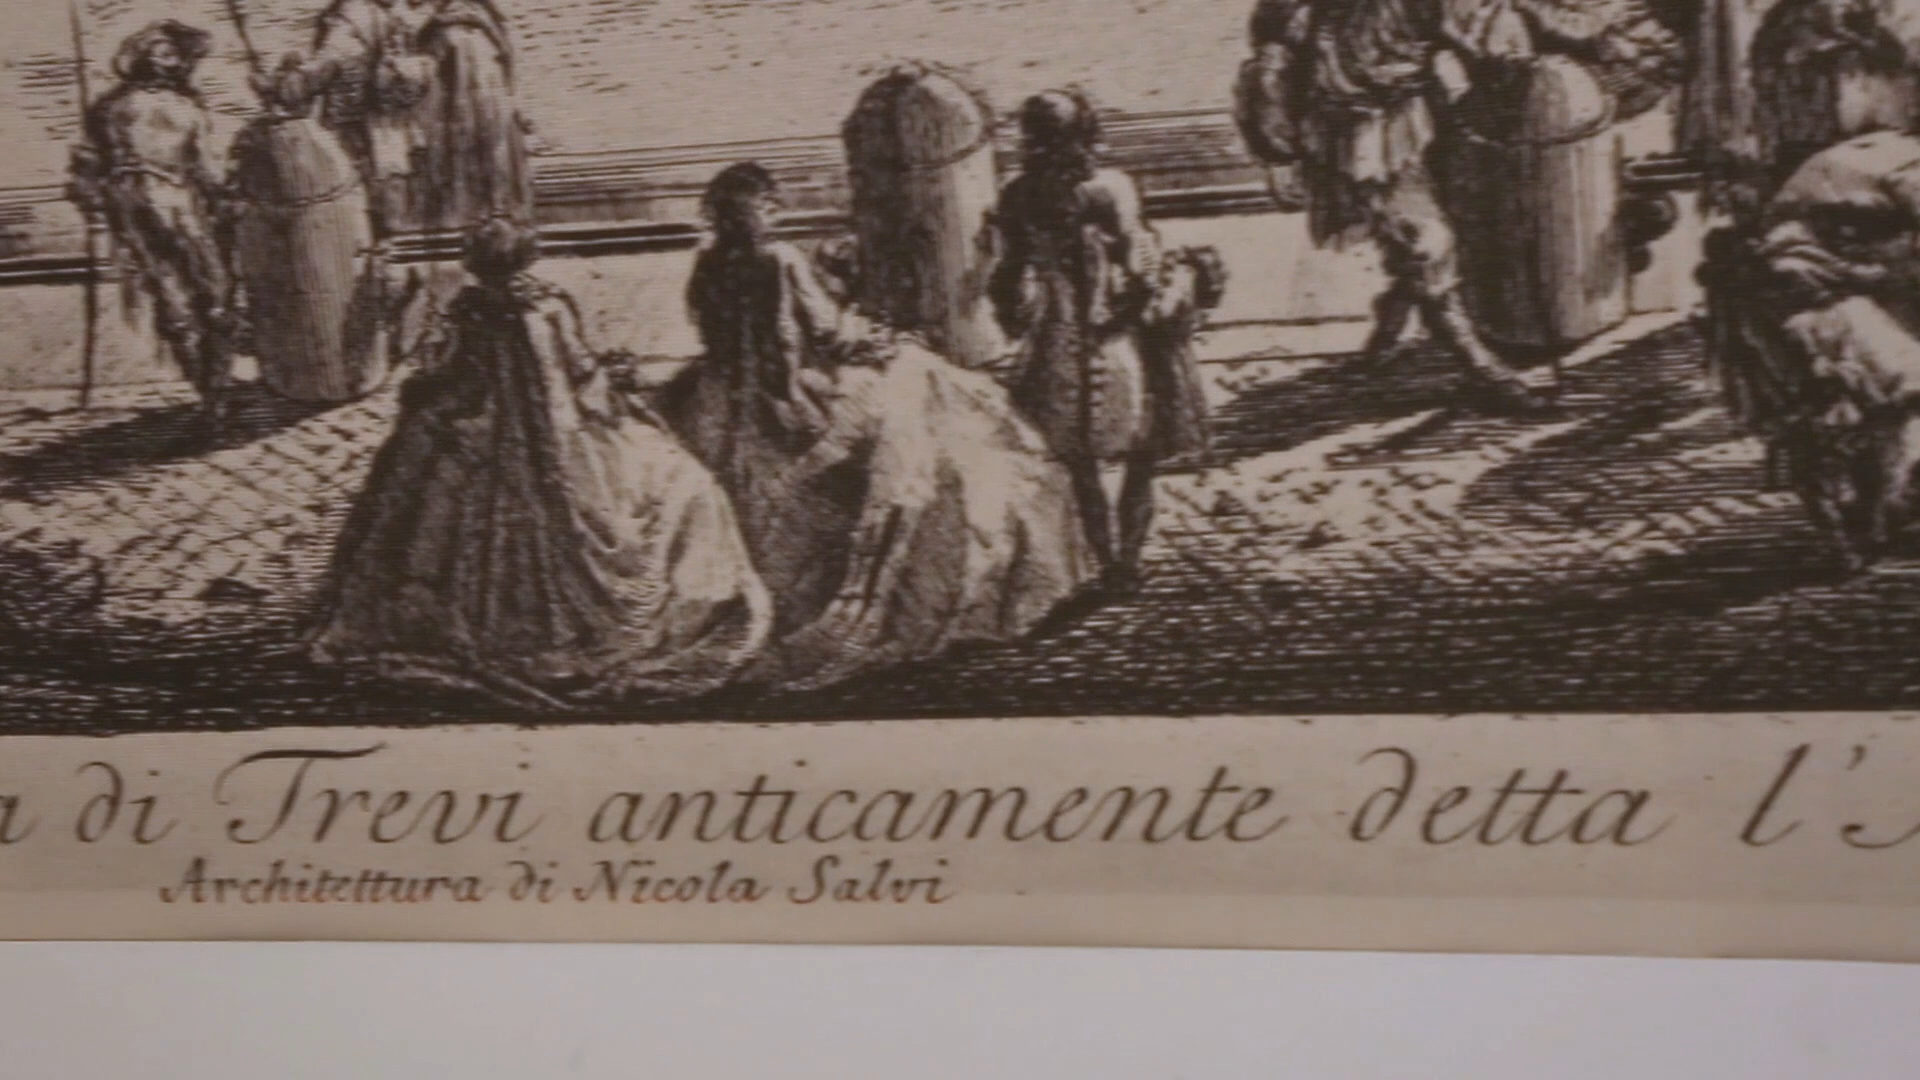 di Trevi anticamente detta l'
Architettura di Nicola Salvi